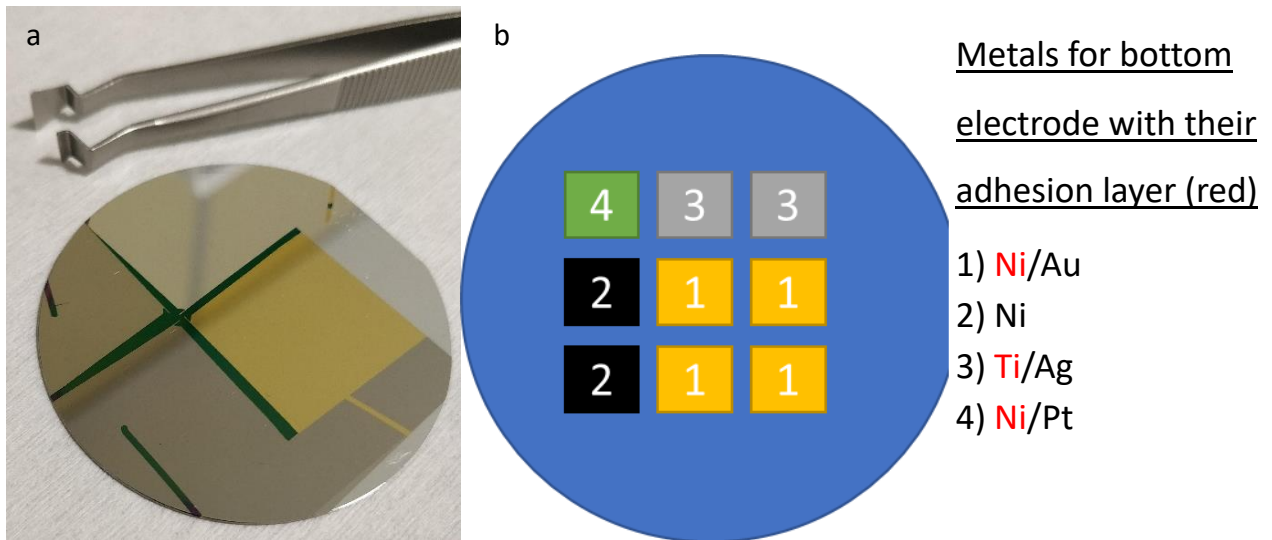 a
b
4 3 3
2 1 1
2 1 1
Metals for bottom
electrode with their
adhesion layer (red)
1) Ni/Au
2) Ni
3) Ti/Ag
4) Ni/Pt